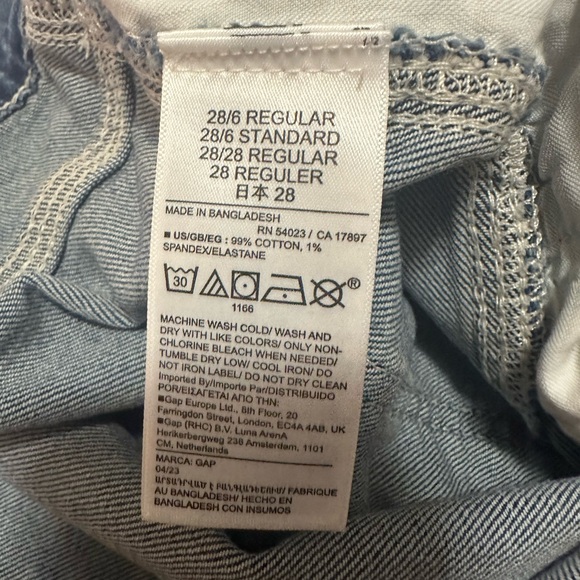 28/6 REGULAR
28/6 STANDARD
28/28 REGULAR
28 REGULER
日本 28
MADE IN BANGLADESH
RN 54023 / CA 17897
■ US/GB/EG : 99% COTTON, 1%
SPANDEX/ELASTANE
30
®
1166
MACHINE WASH COLD/ WASH AND
DRY WITH LIKE COLORS/ ONLY NON-
CHLORINE BLEACH WHEN NEEDED/
TUMBLE DRY LOW/ COOL IRON/ DO
NOT IRON LABEL/ DO NOT DRY CLEAN
Imported By/Importe Par/DISTRIBUIDO
POR/ΕΙΣΑΓΕΤΑΙ ΑΠΟ ΤΗΝ:
■Gap Europe Ltd., 5th Floor, 20
Farringdon Street, London, EC4A 4AB, UK
■Gap (RHC) B.V. Luna ArenA
Herikerbergweg 238 Amsterdam, 1101
CM, Netherlands
MARCA: GAP
04/23
ԱՐՏԱԴՐՎԱԾ Է ԲԱՆԳԼԱԴԵՇՈՒՄ/ FABRIQUE
AU BANGLADESH/ HECHO EN
BANGLADESH CON INSUMOS